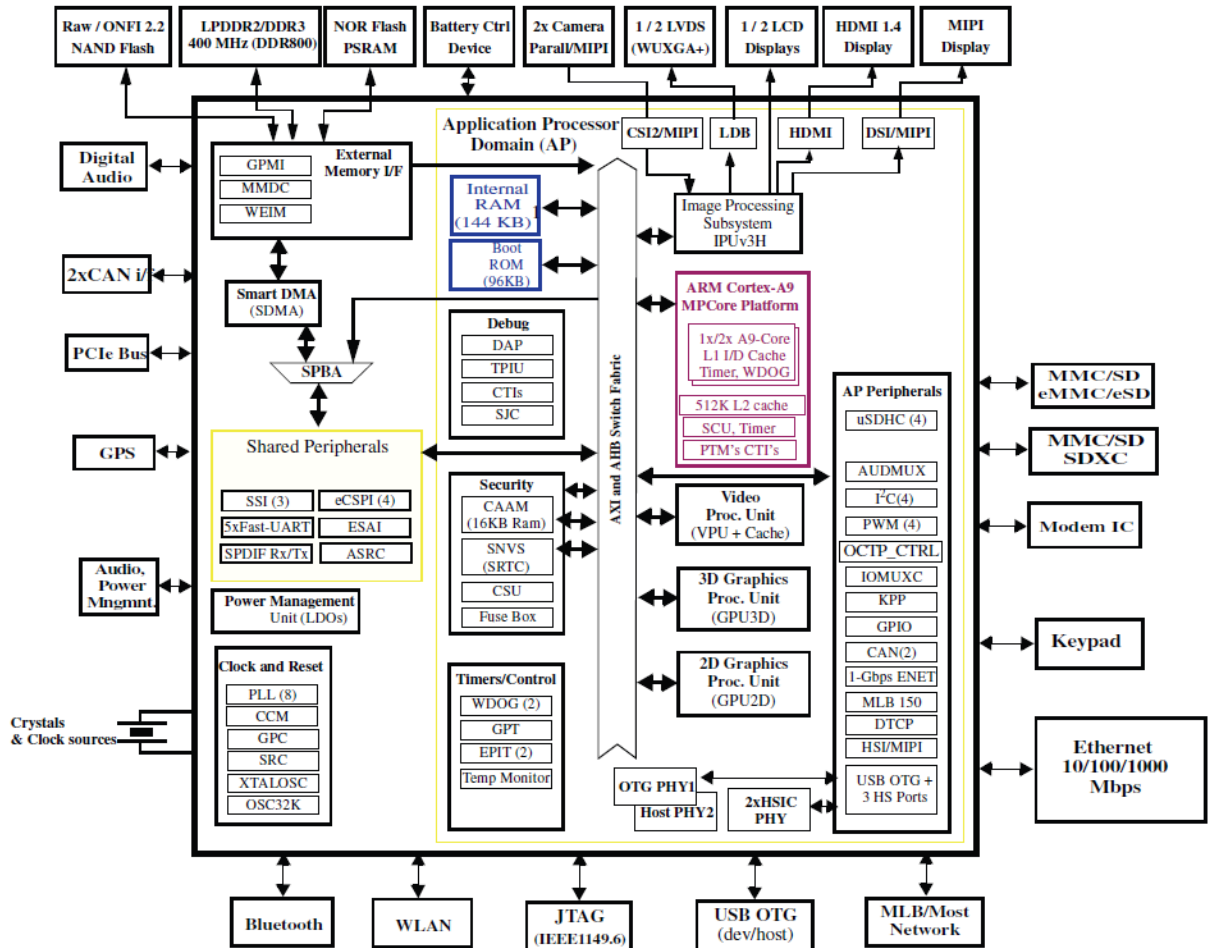 Raw / ONFI 2.2
NAND Flash
LPDDR2/DDR3
400 MHz (DDR800)
NOR Flash
PSRAM
Battery Ctrl
Device
2x Camera
Parall/MIPI
1 / 2 LVDS
(WUXGA+)
1 / 2 LCD
Displays
HDMI 1.4
Display
MIPI
Display
Application Processor
Domain (AP)
CSI2/MIPI
LDB
HDMI
DSI/MIPI
External
Memory I/F
GPMI
MMDC
WEIM
Digital
Audio
2xCAN i/f
PCIe Bus
GPS
Audio,
Power
Mngmnt.
Crystals
& Clock sources
Smart DMA
(SDMA)
SPBA
Shared Peripherals
SSI (3)
eCSPI (4)
5xFast-UART
ESAI
SPDIF Rx/Tx
ASRC
Power Management
Unit (LDOs)
Clock and Reset
PLL (8)
CCM
GPC
SRC
XTALOSC
OSC32K
Internal
RAM
(144 KB)
Boot
ROM
(96KB)
Debug
DAP
TPIU
CTIs
SJC
Security
CAAM
(16KB Ram)
SNVS
(SRTC)
CSU
Fuse Box
Timers/Control
WDOG (2)
GPT
EPIT (2)
Temp Monitor
AXI and AHB Switch Fabric
Image Processing
Subsystem
IPUv3H
ARM Cortex-A9
MPCore Platform
1x/2x A9-Core
L1 I/D Cache
Timer, WDOG
512K L2 cache
SCU, Timer
PTM's CTI's
Video
Proc. Unit
(VPU + Cache)
3D Graphics
Proc. Unit
(GPU3D)
2D Graphics
Proc. Unit
(GPU2D)
OTG PHY1
Host PHY2
2xHSIC
PHY
AP Peripherals
uSDHC (4)
AUDMUX
I²C(4)
PWM (4)
OCTP_CTRL
IOMUXC
KPP
GPIO
CAN(2)
1-Gbps ENET
MLB 150
DTCP
HSI/MIPI
USB OTG +
3 HS Ports
MMC/SD
eMMC/eSD
MMC/SD
SDXC
Modem IC
Keypad
Ethernet
10/100/1000
Mbps
Bluetooth
WLAN
JTAG
(IEEE1149.6)
USB OTG
(dev/host)
MLB/Most
Network